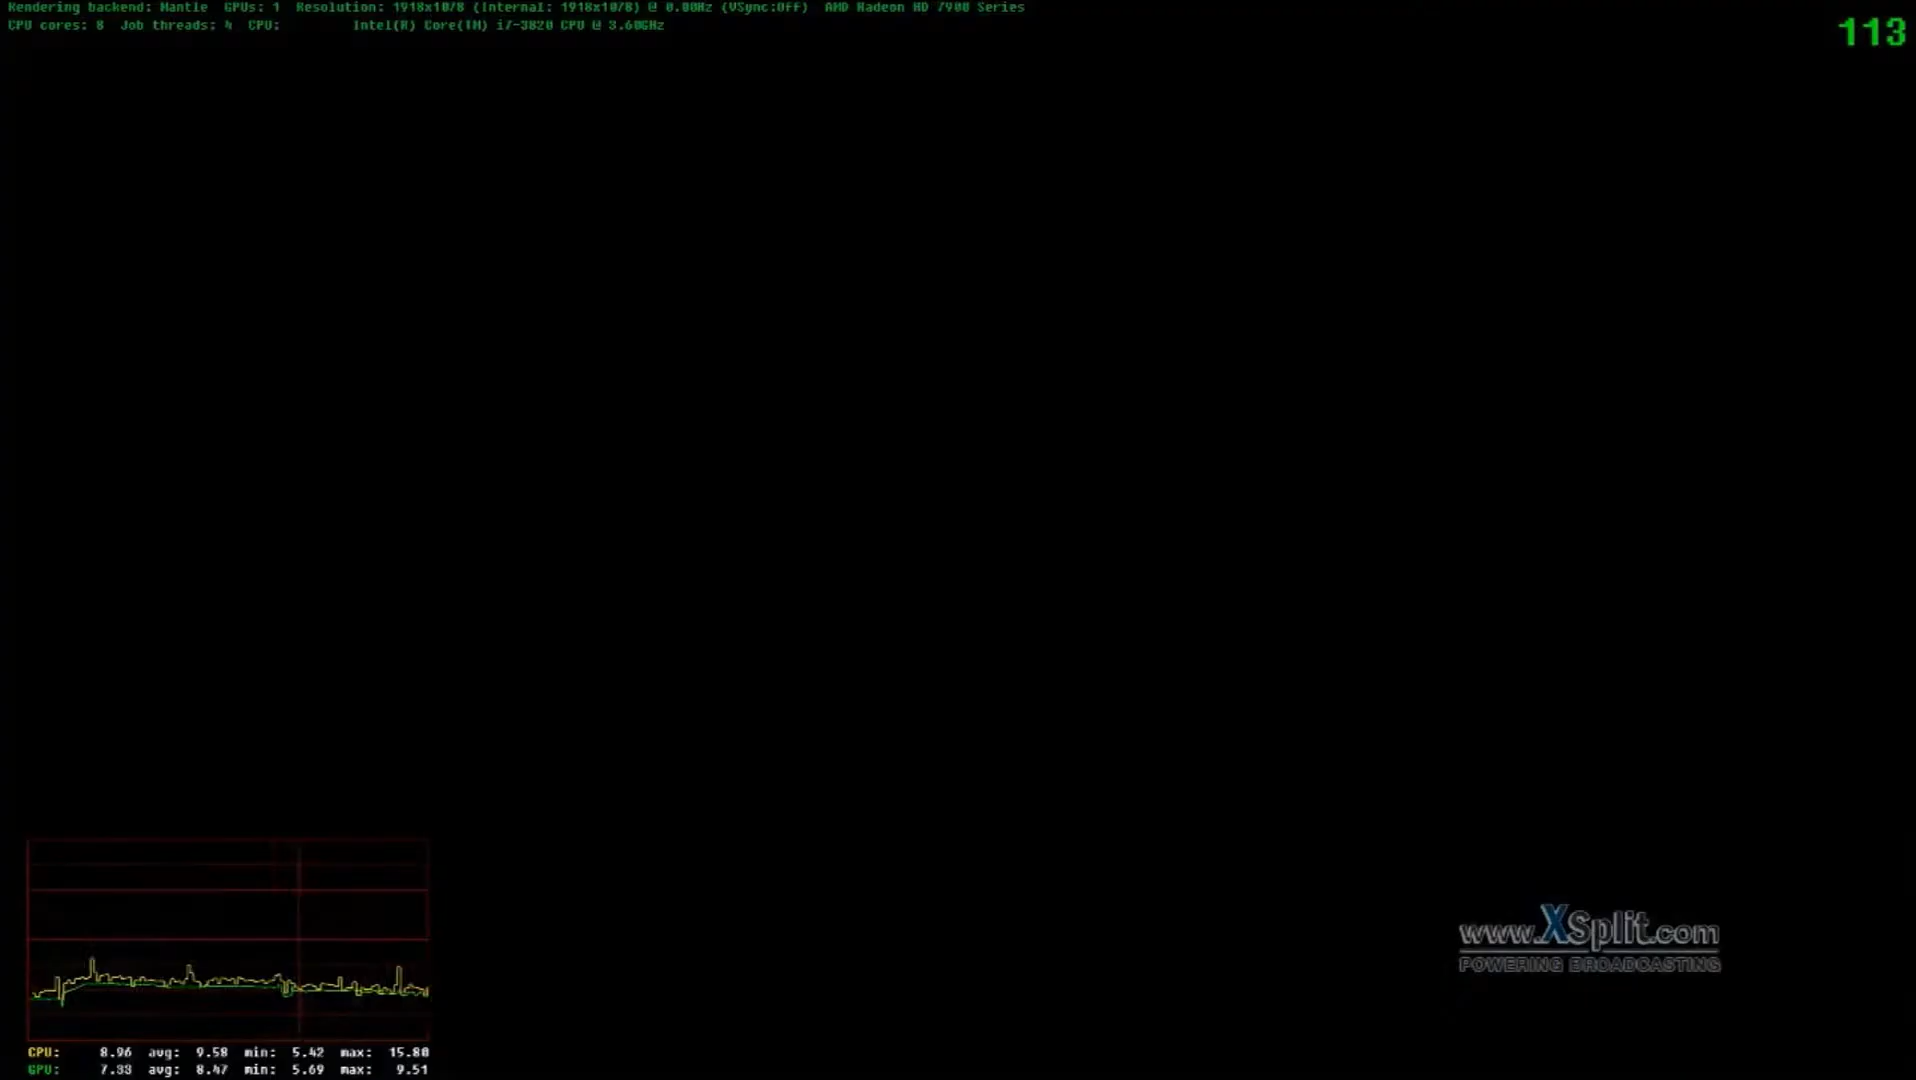 Rendering backend: Mantle GPUs: 1 Resolution: 1918x1078 (Internal: 1918x1078) @ 0.00Hz (VSync:Off) AMD Radeon HD 7900 Series
CPU cores: 8 Job threads: 4 CPU: Intel(R) Core(TM) i7-3820 CPU @ 3.60GHz
113
www.XSplit.com
POWERING BROADCASTING
CPU: 8.96 avg: 9.58 min: 5.42 max: 15.80
GPU: 7.33 avg: 8.47 min: 5.69 max: 9.51